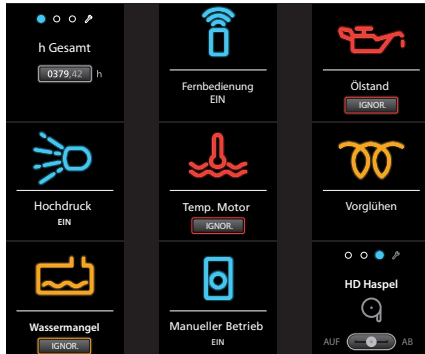 h Gesamt
0379,42 h
Fernbedienung
EIN
Ölstand
IGNOR.
Hochdruck
EIN
Temp. Motor
IGNOR.
Vorglühen
Wassermangel
IGNOR.
Manueller Betrieb
EIN
HD Haspel
AUF AB